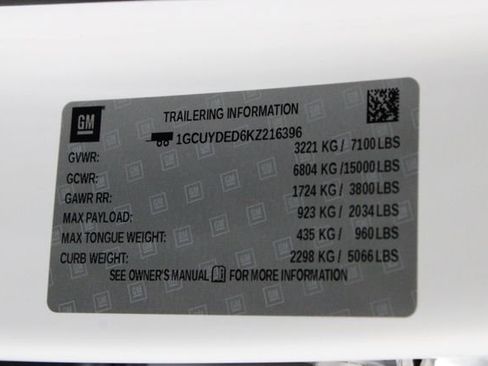 GM
TRAILERING INFORMATION
1GCUYDED6KZ216396
GVWR: 3221 KG / 7100 LBS
GCWR: 6804 KG /15000 LBS
GAWR RR: 1724 KG / 3800 LBS
MAX PAYLOAD: 923 KG / 2034 LBS
MAX TONGUE WEIGHT: 435 KG / 960 LBS
CURB WEIGHT: 2298 KG / 5066 LBS
SEE OWNER'S MANUAL FOR MORE INFORMATION